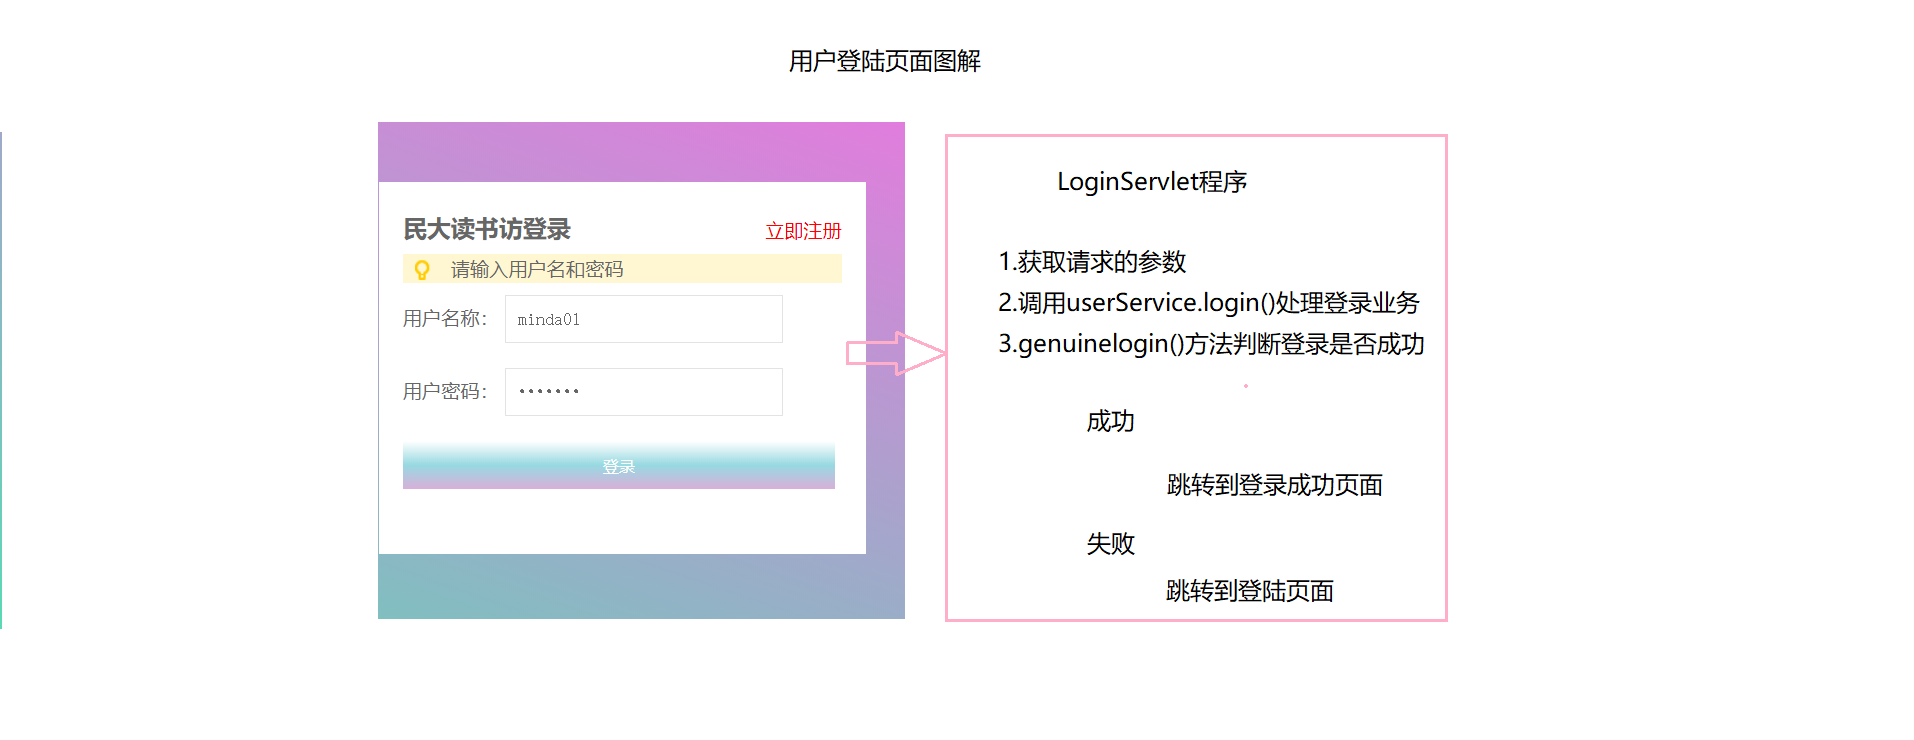 用户登陆页面图解
民大读书访登录
立即注册
请输入用户名和密码
用户名称：
minda01
用户密码：
•••••••
登录
LoginServlet程序
1.获取请求的参数
2.调用userService.login()处理登录业务
3.genuinelogin()方法判断登录是否成功
成功
跳转到登录成功页面
失败
跳转到登陆页面